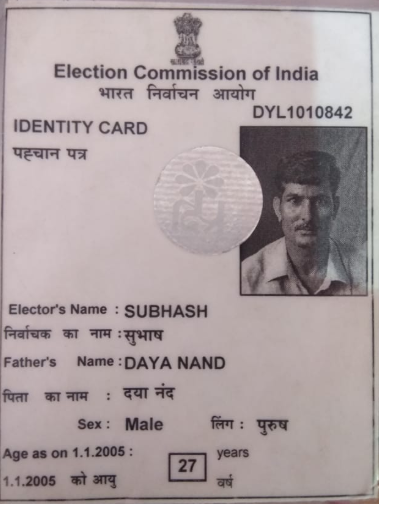 Election Commission of India
भारत निर्वाचन आयोग
DYL1010842
IDENTITY CARD
पहचान पत्र
Elector's Name : SUBHASH
निर्वाचक का नाम : सुभाष
Father's Name : DAYA NAND
पिता का नाम : दया नंद
Sex : Male लिंग : पुरुष
Age as on 1.1.2005 : 27 years
1.1.2005 को आयु वर्ष